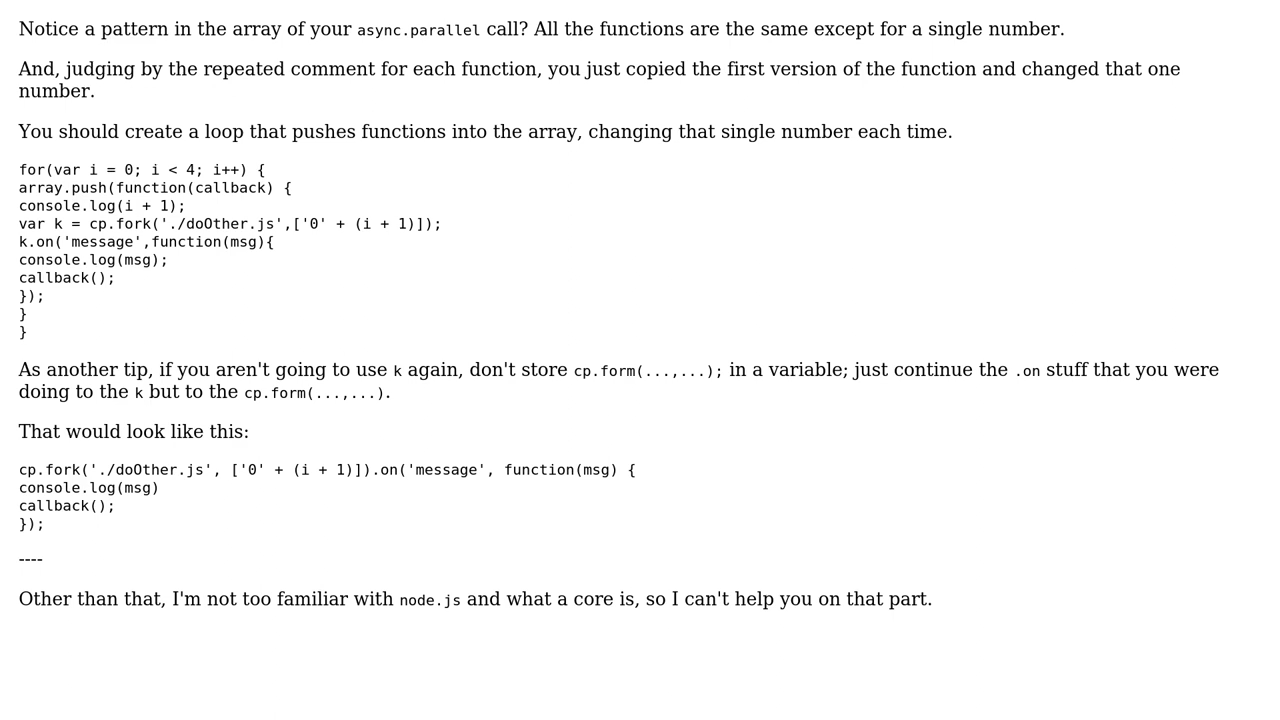 Notice a pattern in the array of your async.parallel call? All the functions are the same except for a single number.
And, judging by the repeated comment for each function, you just copied the first version of the function and changed that one
number.
You should create a loop that pushes functions into the array, changing that single number each time.
for(var i = 0; i < 4; i++) {
array.push(function(callback) {
console.log(i + 1);
var k = cp.fork('./doOther.js',['0' + (i + 1)]);
k.on('message',function(msg){
console.log(msg);
callback();
});
}
}
As another tip, if you aren't going to use k again, don't store cp.form(...,...); in a variable; just continue the .on stuff that you were
doing to the k but to the cp.form(...,...).
That would look like this:
cp.fork('./doOther.js', ['0' + (i + 1)]).on('message', function(msg) {
console.log(msg)
callback();
});
----
Other than that, I'm not too familiar with node.js and what a core is, so I can't help you on that part.